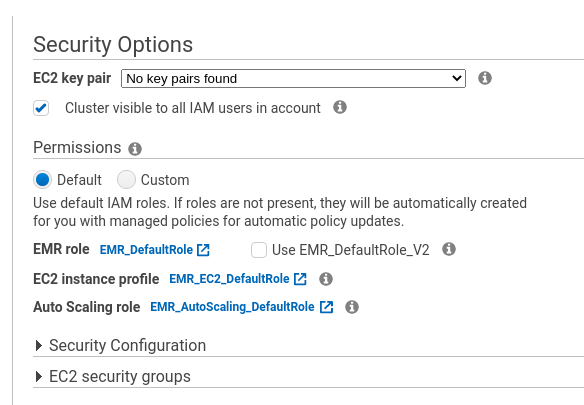 Security Options
EC2 key pair No key pairs found
Cluster visible to all IAM users in account
Permissions
Default Custom
Use default IAM roles. If roles are not present, they will be automatically created
for you with managed policies for automatic policy updates.
EMR role EMR_DefaultRole Use EMR_DefaultRole_V2
EC2 instance profile EMR_EC2_DefaultRole
Auto Scaling role EMR_AutoScaling_DefaultRole
Security Configuration
EC2 security groups